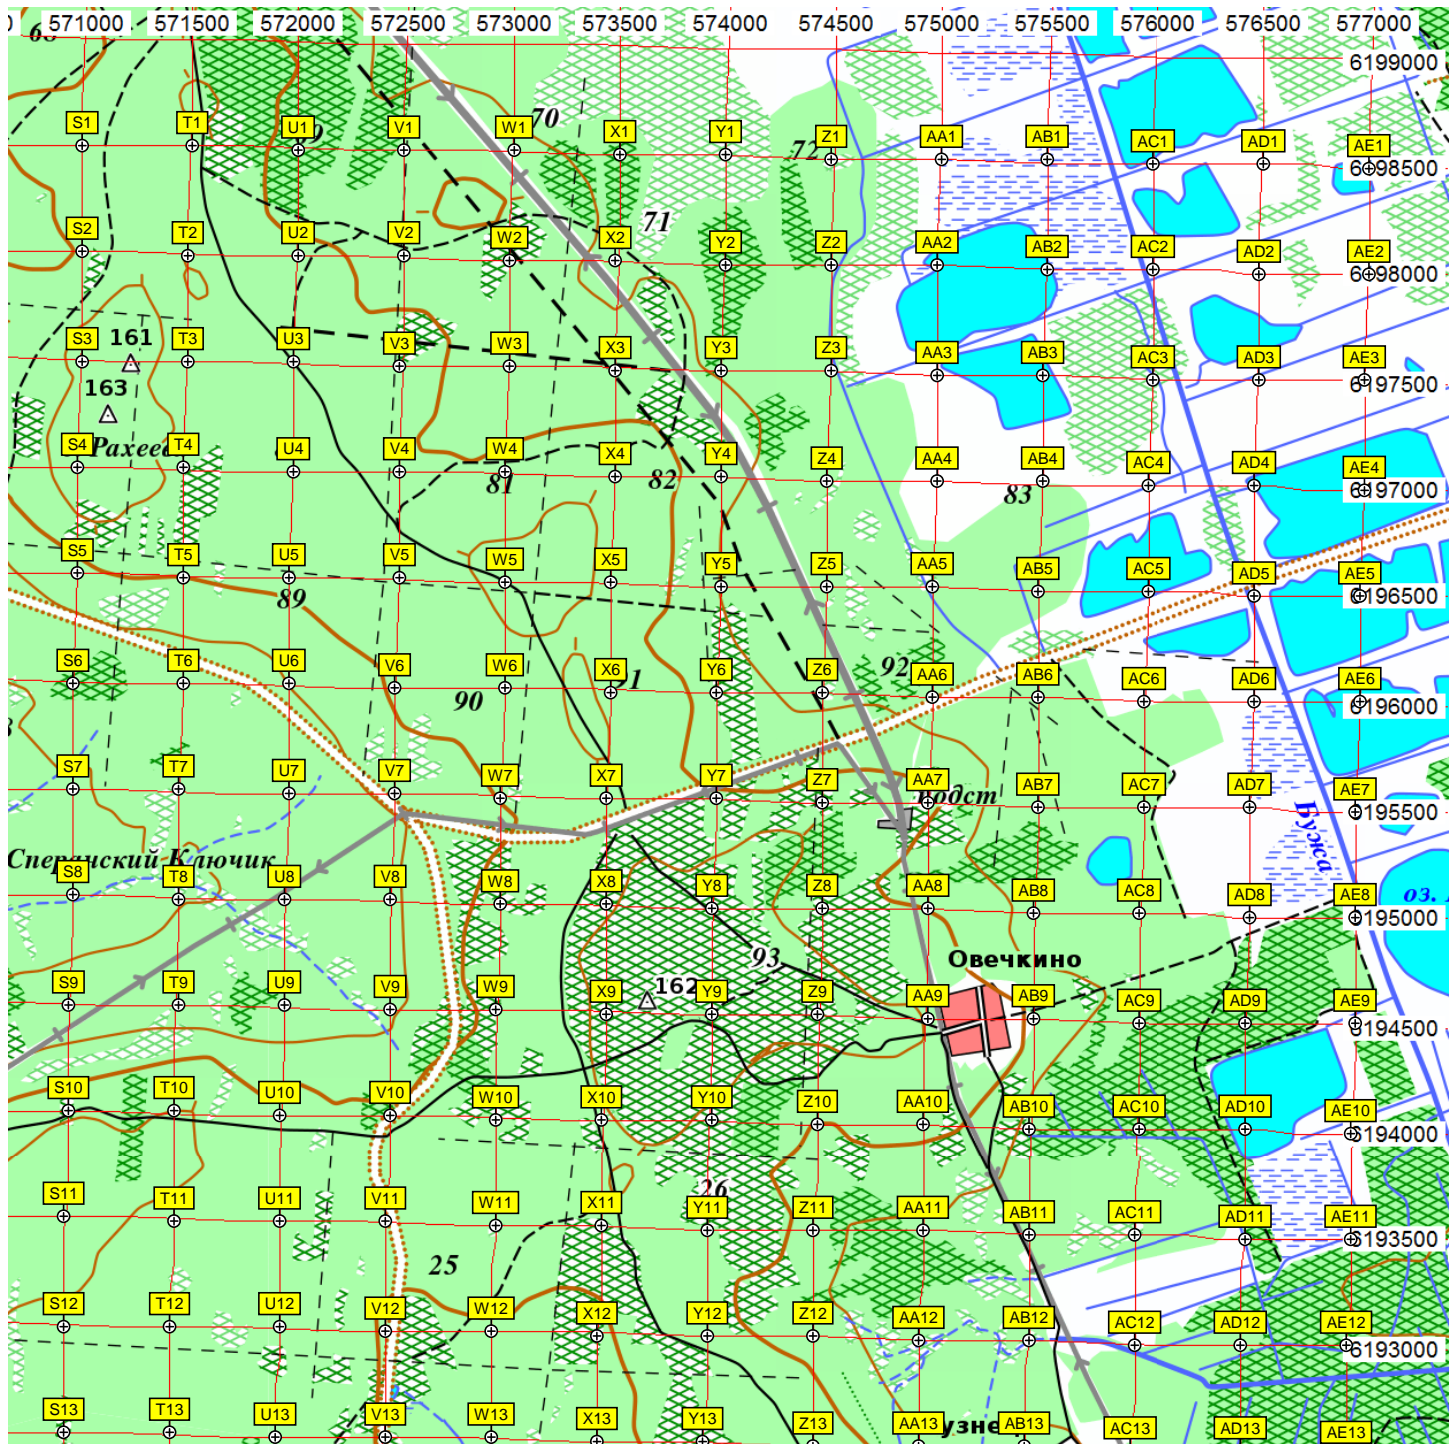 571000 571500 572000 572500 573000 573500 574000 574500 575000 575500 576000 576500 577000
68
6199000
S1 T1 U1 V1 W1 70 X1 Y1 Z1 AA1 AB1 AC1 AD1 AE1
72
6198500
71
S2 T2 U2 V2 W2 X2 Y2 Z2 AA2 AB2 AC2 AD2 AE2
6198000
161
S3 T3 U3 V3 W3 X3 Y3 Z3 AA3 AB3 AC3 AD3 AE3
163
6197500
S4 T4 U4 V4 W4 X4 Y4 Z4 AA4 AB4 AC4 AD4 AE4
81 82 83
6197000
S5 T5 U5 V5 W5 X5 Y5 Z5 AA5 AB5 AC5 AD5 AE5
89
6196500
S6 T6 U6 V6 W6 X6 91 Y6 Z6 92 AA6 AB6 AC6 AD6 AE6
90
6196000
S7 T7 U7 V7 W7 X7 Y7 Z7 AA7 AB7 AC7 AD7 AE7
6195500
Бужа
Сперанский Ключик
S8 T8 U8 V8 W8 X8 Y8 Z8 AA8 AB8 AC8 AD8 AE8
оз.
6195000
93
Овечкино
162
S9 T9 U9 V9 W9 X9 Y9 Z9 AA9 AB9 AC9 AD9 AE9
6194500
S10 T10 U10 V10 W10 X10 Y10 Z10 AA10 AB10 AC10 AD10 AE10
6194000
26
S11 T11 U11 V11 W11 X11 Y11 Z11 AA11 AB11 AC11 AD11 AE11
6193500
25
S12 T12 U12 V12 W12 X12 Y12 Z12 AA12 AB12 AC12 AD12 AE12
6193000
S13 T13 U13 V13 W13 X13 Y13 Z13 AA13 AB13 AC13 AD13 AE13